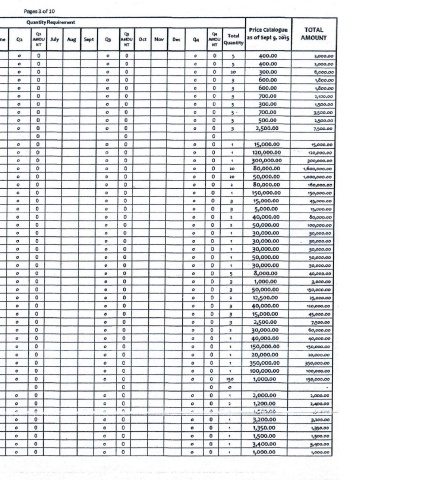 Pages 3 of 10
Quantity Requirement
Q2 Q2 AMOU NT July Aug Sept Q3 Q3 AMOU NT Oct Nov Dec Q4 Q4 AMOU NT Total Quantity Price Catalogue as of Sept 9, 2015 TOTAL AMOUNT
0 0 0 0 0 0 5 400.00 2,000.00
0 0 0 0 0 0 5 400.00 2,000.00
0 0 0 0 0 0 20 300.00 6,000.00
0 0 0 0 0 0 3 600.00 1,800.00
0 0 0 0 0 0 3 600.00 1,800.00
0 0 0 0 0 0 3 700.00 2,100.00
0 0 0 0 0 0 5 300.00 1,500.00
0 0 0 0 0 0 5 700.00 3,500.00
0 0 0 0 0 0 500.00
0 0 0 0 0 0 3 2,500.00 7,500.00
0 0 0
0 0 0 0 0 0 1 15,000.00 15,000.00
0 0 0 0 0 0 1 120,000.00 120,000.00
0 0 0 0 0 0 1 300,000.00 300,000.00
0 0 0 0 0 0 20 80,000.00 1,600,000.00
0 0 0 0 0 0 20 50,000.00 1,000,000.00
0 0 0 0 0 0 2 80,000.00 160,000.00
0 0 0 0 0 0 1 150,000.00 150,000.00
0 0 0 0 0 0 3 15,000.00 45,000.00
0 0 0 0 0 0 3 5,000.00 15,000.00
0 0 0 0 0 0 2 40,000.00 80,000.00
0 0 0 0 0 0 2 50,000.00 100,000.00
0 0 0 0 0 0 1 30,000.00 30,000.00
0 0 0 0 0 0 1 30,000.00 30,000.00
0 0 0 0 0 0 1 30,000.00 30,000.00
0 0 0 0 0 0 1 50,000.00 50,000.00
0 0 0 0 0 0 1 30,000.00 30,000.00
0 0 0 0 0 0 5 8,000.00 40,000.00
0 0 0 0 0 0 2 1,000.00 2,000.00
0 0 0 0 0 0 3 50,000.00 150,000.00
0 0 0 0 0 0 2 12,500.00 25,000.00
0 0 0 0 0 0 3 40,000.00 120,000.00
0 0 0 0 0 0 3 15,000.00 45,000.00
0 0 0 0 0 0 3 2,500.00 7,500.00
0 0 0 0 0 0 2 30,000.00 60,000.00
0 0 0 0 0 0 1 40,000.00 40,000.00
0 0 0 0 0 0 1 150,000.00 150,000.00
0 0 0 0 0 0 1 20,000.00 20,000.00
0 0 0 0 0 0 1 350,000.00 350,000.00
0 0 0 0 0 0 1 100,000.00 100,000.00
0 0 0 0 0 0 150 1,000.00 150,000.00
0 0 0 0 -
0 0 0 0 0 0 1 2,000.00 2,000.00
0 0 0 0 0 0 2 1,200.00 2,400.00
0 0 0 0 0 0 1
0 0 0 0 0 0 1 3,200.00 3,200.00
0 0 0 0 0 0 1 1,350.00 1,350.00
0 0 0 0 0 0 1 1,500.00 1,500.00
0 0 0 0 0 0 1 3,400.00 3,400.00
0 0 0 0 0 0 1 1,000.00 1,000.00